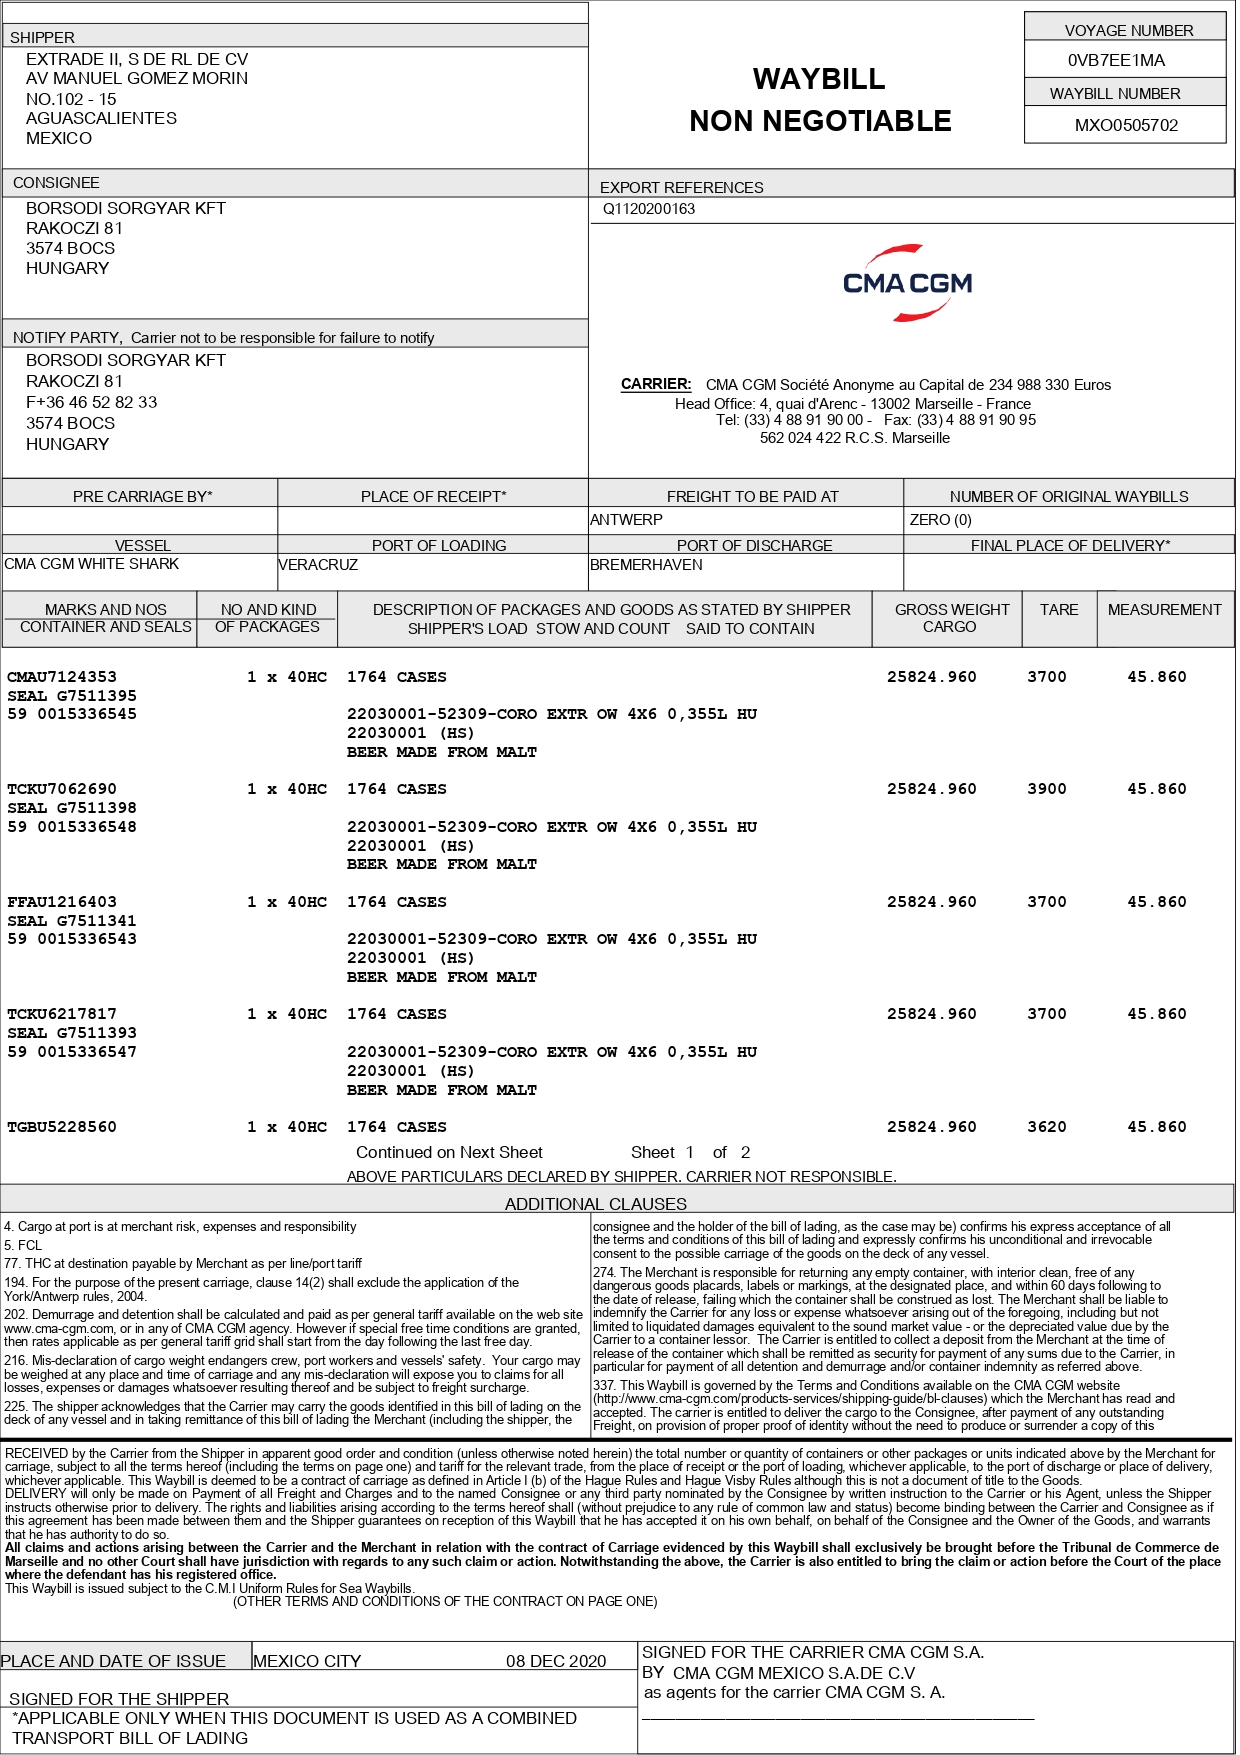 SHIPPER
EXTRADE II, S DE RL DE CV
AV MANUEL GOMEZ MORIN
NO.102 - 15
AGUASCALIENTES
MEXICO
WAYBILL
NON NEGOTIABLE
VOYAGE NUMBER
0VB7EE1MA
WAYBILL NUMBER
MXO0505702
CONSIGNEE
BORSODI SORGYAR KFT
RAKOCZI 81
3574 BOCS
HUNGARY
EXPORT REFERENCES
Q1120200163
CMA CGM
NOTIFY PARTY, Carrier not to be responsible for failure to notify
BORSODI SORGYAR KFT
RAKOCZI 81
F+36 46 52 82 33
3574 BOCS
HUNGARY
CARRIER: CMA CGM Société Anonyme au Capital de 234 988 330 Euros
Head Office: 4, quai d'Arenc - 13002 Marseille - France
Tel: (33) 4 88 91 90 00 - Fax: (33) 4 88 91 90 95
562 024 422 R.C.S. Marseille
PRE CARRIAGE BY* PLACE OF RECEIPT* FREIGHT TO BE PAID AT NUMBER OF ORIGINAL WAYBILLS
ANTWERP ZERO (0)
VESSEL PORT OF LOADING PORT OF DISCHARGE FINAL PLACE OF DELIVERY*
CMA CGM WHITE SHARK VERACRUZ BREMERHAVEN
MARKS AND NOS NO AND KIND DESCRIPTION OF PACKAGES AND GOODS AS STATED BY SHIPPER GROSS WEIGHT TARE MEASUREMENT
CONTAINER AND SEALS OF PACKAGES SHIPPER'S LOAD STOW AND COUNT SAID TO CONTAIN CARGO
CMAU7124353 1 x 40HC 1764 CASES 25824.960 3700 45.860
SEAL G7511395
59 0015336545 22030001-52309-CORO EXTR OW 4X6 0,355L HU
22030001 (HS)
BEER MADE FROM MALT
TCKU7062690 1 x 40HC 1764 CASES 25824.960 3900 45.860
SEAL G7511398
59 0015336548 22030001-52309-CORO EXTR OW 4X6 0,355L HU
22030001 (HS)
BEER MADE FROM MALT
FFAU1216403 1 x 40HC 1764 CASES 25824.960 3700 45.860
SEAL G7511341
59 0015336543 22030001-52309-CORO EXTR OW 4X6 0,355L HU
22030001 (HS)
BEER MADE FROM MALT
TCKU6217817 1 x 40HC 1764 CASES 25824.960 3700 45.860
SEAL G7511393
59 0015336547 22030001-52309-CORO EXTR OW 4X6 0,355L HU
22030001 (HS)
BEER MADE FROM MALT
TGBU5228560 1 x 40HC 1764 CASES 25824.960 3620 45.860
Continued on Next Sheet Sheet 1 of 2
ABOVE PARTICULARS DECLARED BY SHIPPER. CARRIER NOT RESPONSIBLE.
ADDITIONAL CLAUSES
4. Cargo at port is at merchant risk, expenses and responsibility
5. FCL
77. THC at destination payable by Merchant as per line/port tariff
194. For the purpose of the present carriage, clause 14(2) shall exclude the application of the
York/Antwerp rules, 2004.
202. Demurrage and detention shall be calculated and paid as per general tariff available on the web site
www.cma-cgm.com, or in any of CMA CGM agency. However if special free time conditions are granted,
then rates applicable as per general tariff grid shall start from the day following the last free day.
216. Mis-declaration of cargo weight endangers crew, port workers and vessels' safety. Your cargo may
be weighed at any place and time of carriage and any mis-declaration will expose you to claims for all
losses, expenses or damages whatsoever resulting thereof and be subject to freight surcharge.
225. The shipper acknowledges that the Carrier may carry the goods identified in this bill of lading on the
deck of any vessel and in taking remittance of this bill of lading the Merchant (including the shipper, the
consignee and the holder of the bill of lading, as the case may be) confirms his express acceptance of all
the terms and conditions of this bill of lading and expressly confirms his unconditional and irrevocable
consent to the possible carriage of the goods on the deck of any vessel.
274. The Merchant is responsible for returning any empty container, with interior clean, free of any
dangerous goods placards, labels or markings, at the designated place, and within 60 days following to
the date of release, failing which the container shall be construed as lost. The Merchant shall be liable to
indemnify the Carrier for any loss or expense whatsoever arising out of the foregoing, including but not
limited to liquidated damages equivalent to the sound market value - or the depreciated value due by the
Carrier to a container lessor. The Carrier is entitled to collect a deposit from the Merchant at the time of
release of the container which shall be remitted as security for payment of any sums due to the Carrier, in
particular for payment of all detention and demurrage and/or container indemnity as referred above.
337. This Waybill is governed by the Terms and Conditions available on the CMA CGM website
(http://www.cma-cgm.com/products-services/shipping-guide/bl-clauses) which the Merchant has read and
accepted. The carrier is entitled to deliver the cargo to the Consignee, after payment of any outstanding
Freight, on provision of proper proof of identity without the need to produce or surrender a copy of this
RECEIVED by the Carrier from the Shipper in apparent good order and condition (unless otherwise noted herein) the total number or quantity of containers or other packages or units indicated above by the Merchant for
carriage, subject to all the terms hereof (including the terms on page one) and tariff for the relevant trade, from the place of receipt or the port of loading, whichever applicable, to the port of discharge or place of delivery,
whichever applicable. This Waybill is deemed to be a contract of carriage as defined in Article I (b) of the Hague Rules and Hague Visby Rules although this is not a document of title to the Goods.
DELIVERY will only be made on Payment of all Freight and Charges and to the named Consignee or any third party nominated by the Consignee by written instruction to the Carrier or his Agent, unless the Shipper
instructs otherwise prior to delivery. The rights and liabilities arising according to the terms hereof shall (without prejudice to any rule of common law and status) become binding between the Carrier and Consignee as if
this agreement has been made between them and the Shipper guarantees on reception of this Waybill that he has accepted it on his own behalf, on behalf of the Consignee and the Owner of the Goods, and warrants
that he has authority to do so.
All claims and actions arising between the Carrier and the Merchant in relation with the contract of Carriage evidenced by this Waybill shall exclusively be brought before the Tribunal de Commerce de
Marseille and no other Court shall have jurisdiction with regards to any such claim or action. Notwithstanding the above, the Carrier is also entitled to bring the claim or action before the Court of the place
where the defendant has his registered office.
This Waybill is issued subject to the C.M.I Uniform Rules for Sea Waybills.
(OTHER TERMS AND CONDITIONS OF THE CONTRACT ON PAGE ONE)
PLACE AND DATE OF ISSUE MEXICO CITY 08 DEC 2020
SIGNED FOR THE SHIPPER
*APPLICABLE ONLY WHEN THIS DOCUMENT IS USED AS A COMBINED
TRANSPORT BILL OF LADING
SIGNED FOR THE CARRIER CMA CGM S.A.
BY CMA CGM MEXICO S.A.DE C.V
as agents for the carrier CMA CGM S. A.